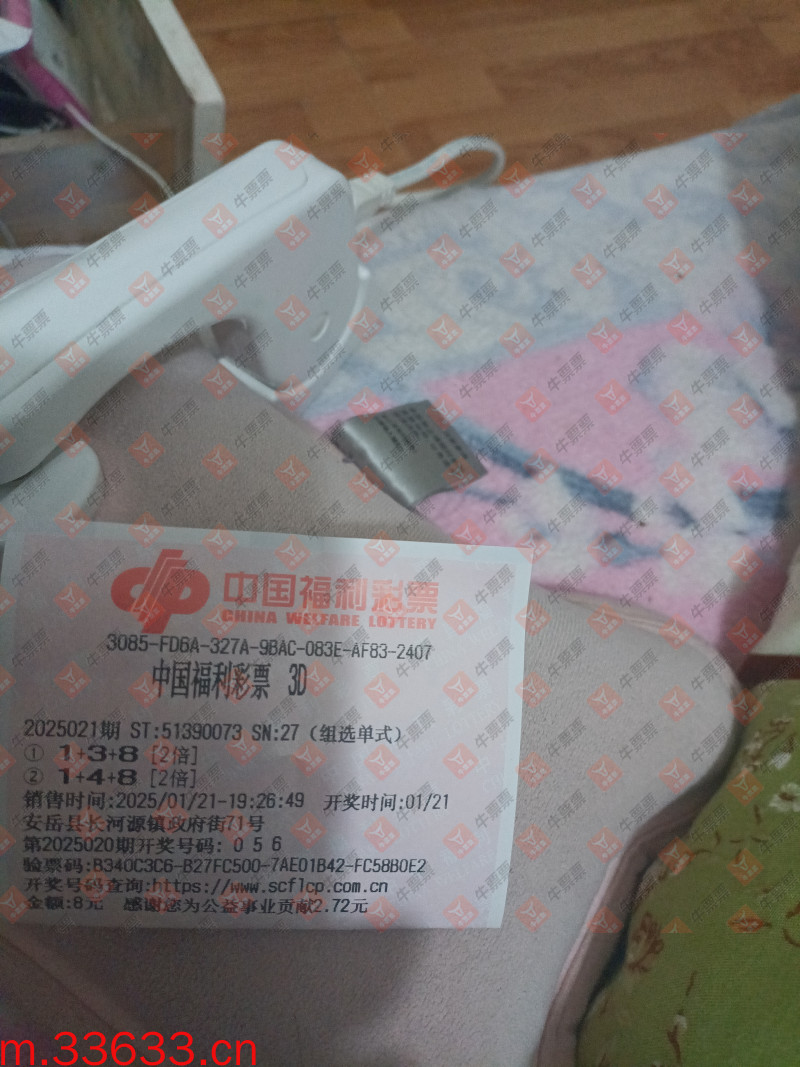 中国福利彩票
CHINA WELFARE LOTTERY
3085-FD6A-327A-9BAC-083E-AF83-2407
中国福利彩票 3D
2025021期 ST:51390073 SN:27 (组选单式)
① 1+3+8 [2倍]
② 1+4+8 [2倍]
销售时间:2025/01/21-19:26:49 开奖时间:01/21
安岳县长河源镇政府街71号
第2025020期开奖号码: 0 5 6
验票码:B340C3C6-B27FC500-7AE01B42-FC58B0E2
开奖号码查询:https://www.scflcp.com.cn
金额:8元 感谢您为公益事业贡献2.72元
牛票票
m.33633.cn